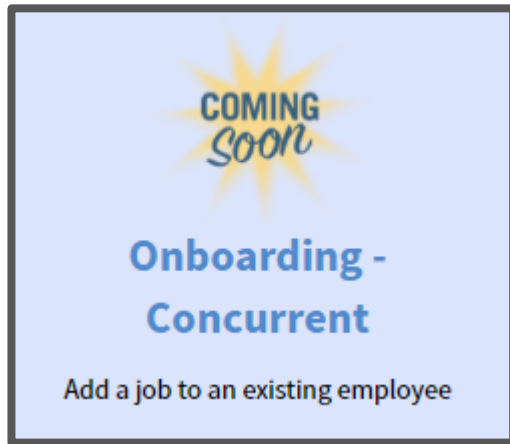 COMING
Soon
Onboarding -
Concurrent
Add a job to an existing employee